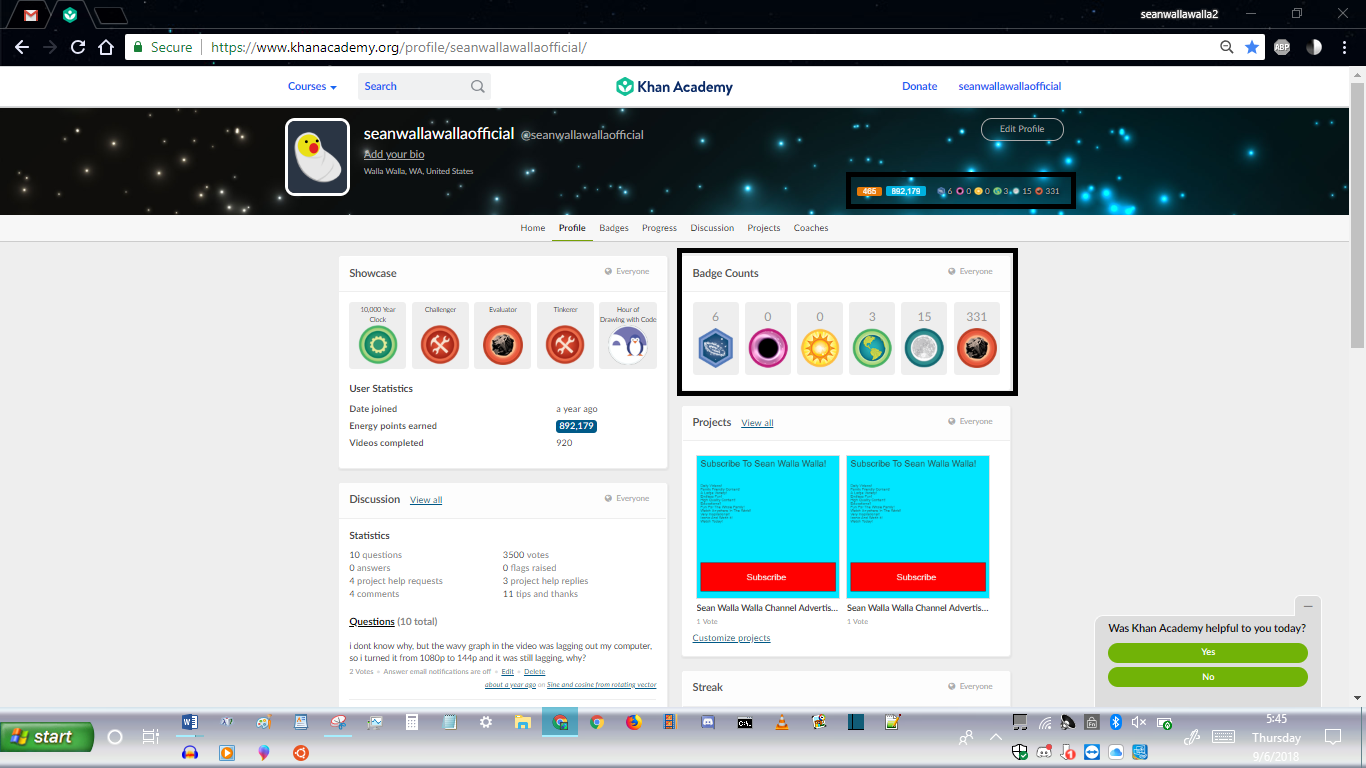 seanwallawalla2
Secure
https://www.khanacademy.org/profile/seanwallawallaofficial/
ABP
Courses
Search
Khan Academy
Donate
seanwallawallaofficial
seanwallawallaofficial @seanwallawallaofficial
Edit Profile
Add your bio
Walla Walla, WA, United States
465 892,179 6 0 0 3 15 331
Home Profile Badges Progress Discussion Projects Coaches
Showcase
Everyone
10,000 Year Clock
Challenger
Evaluator
Tinkerer
Hour of Drawing with Code
User Statistics
Date joined a year ago
Energy points earned 892,179
Videos completed 920
Badge Counts
Everyone
6 0 0 3 15 331
Projects View all
Everyone
Subscribe To Sean Walla Walla!
Subscribe
Sean Walla Walla Channel Advertis...
1 Vote
Subscribe To Sean Walla Walla!
Subscribe
Sean Walla Walla Channel Advertis...
1 Vote
Customize projects
Discussion View all
Everyone
Statistics
10 questions 3500 votes
0 answers 0 flags raised
4 project help requests 3 project help replies
4 comments 11 tips and thanks
Questions (10 total)
i dont know why, but the wavy graph in the video was lagging out my computer,
so i turned it from 1080p to 144p and it was still lagging, why?
2 Votes • Answer email notifications are off • Edit • Delete
about a year ago on Sine and cosine from rotating vector
Streak
Everyone
Was Khan Academy helpful to you today?
Yes
No
start
5:45
Thursday
9/6/2018